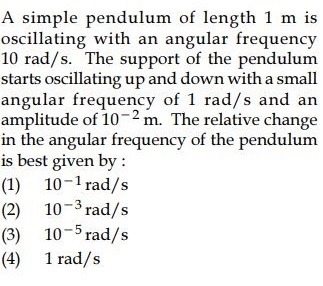 A simple pendulum of length 1 m is
oscillating with an angular frequency
10 rad/s. The support of the pendulum
starts oscillating up and down with a small
angular frequency of 1 rad/s and an
amplitude of 10⁻² m. The relative change
in the angular frequency of the pendulum
is best given by :
(1) 10⁻¹ rad/s
(2) 10⁻³ rad/s
(3) 10⁻⁵ rad/s
(4) 1 rad/s